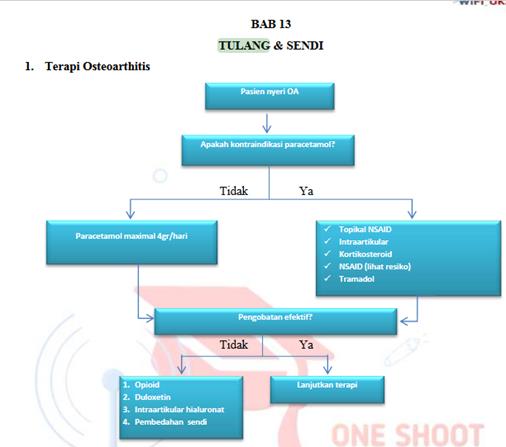 BAB 13
TULANG & SENDI
1. Terapi Osteoarthitis
Pasien nyeri OA
Apakah kontraindikasi paracetamol?
Tidak Ya
Paracetamol maximal 4gr/hari
✓ Topikal NSAID
✓ Intraartikular
✓ Kortikosteroid
✓ NSAID (lihat resiko)
✓ Tramadol
Pengobatan efektif?
Tidak Ya
1. Opioid
2. Duloxetin
3. Intraartikular hialuronat
4. Pembedahan sendi
Lanjutkan terapi
ONE SHOOT